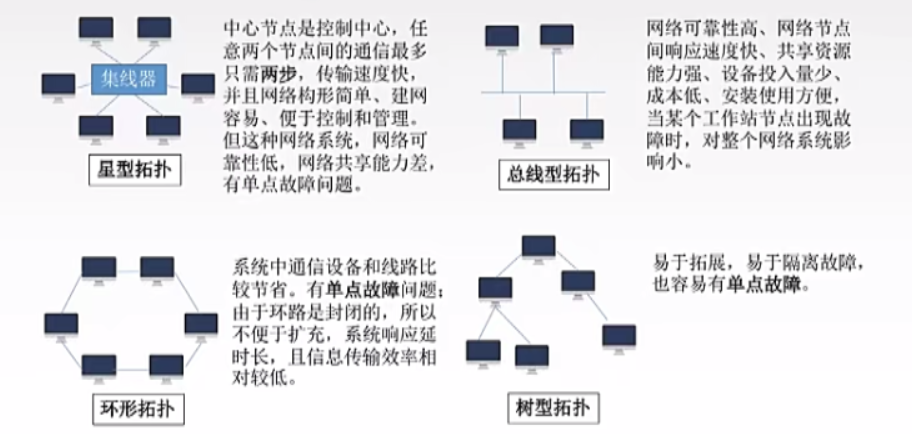 集线器
星型拓扑
中心节点是控制中心，任
意两个节点间的通信最多
只需两步，传输速度快，
并且网络构形简单、建网
容易、便于控制和管理。
但这种网络系统，网络可
靠性低，网络共享能力差，
有单点故障问题。
总线型拓扑
网络可靠性高、网络节点
间响应速度快、共享资源
能力强、设备投入量少、
成本低、安装使用方便，
当某个工作站节点出现故
障时，对整个网络系统影
响小。
环形拓扑
系统中通信设备和线路比
较节省。有单点故障问题；
由于环路是封闭的，所以
不便于扩充，系统响应延
时长，且信息传输效率相
对较低。
树型拓扑
易于拓展，易于隔离故障，
也容易有单点故障。